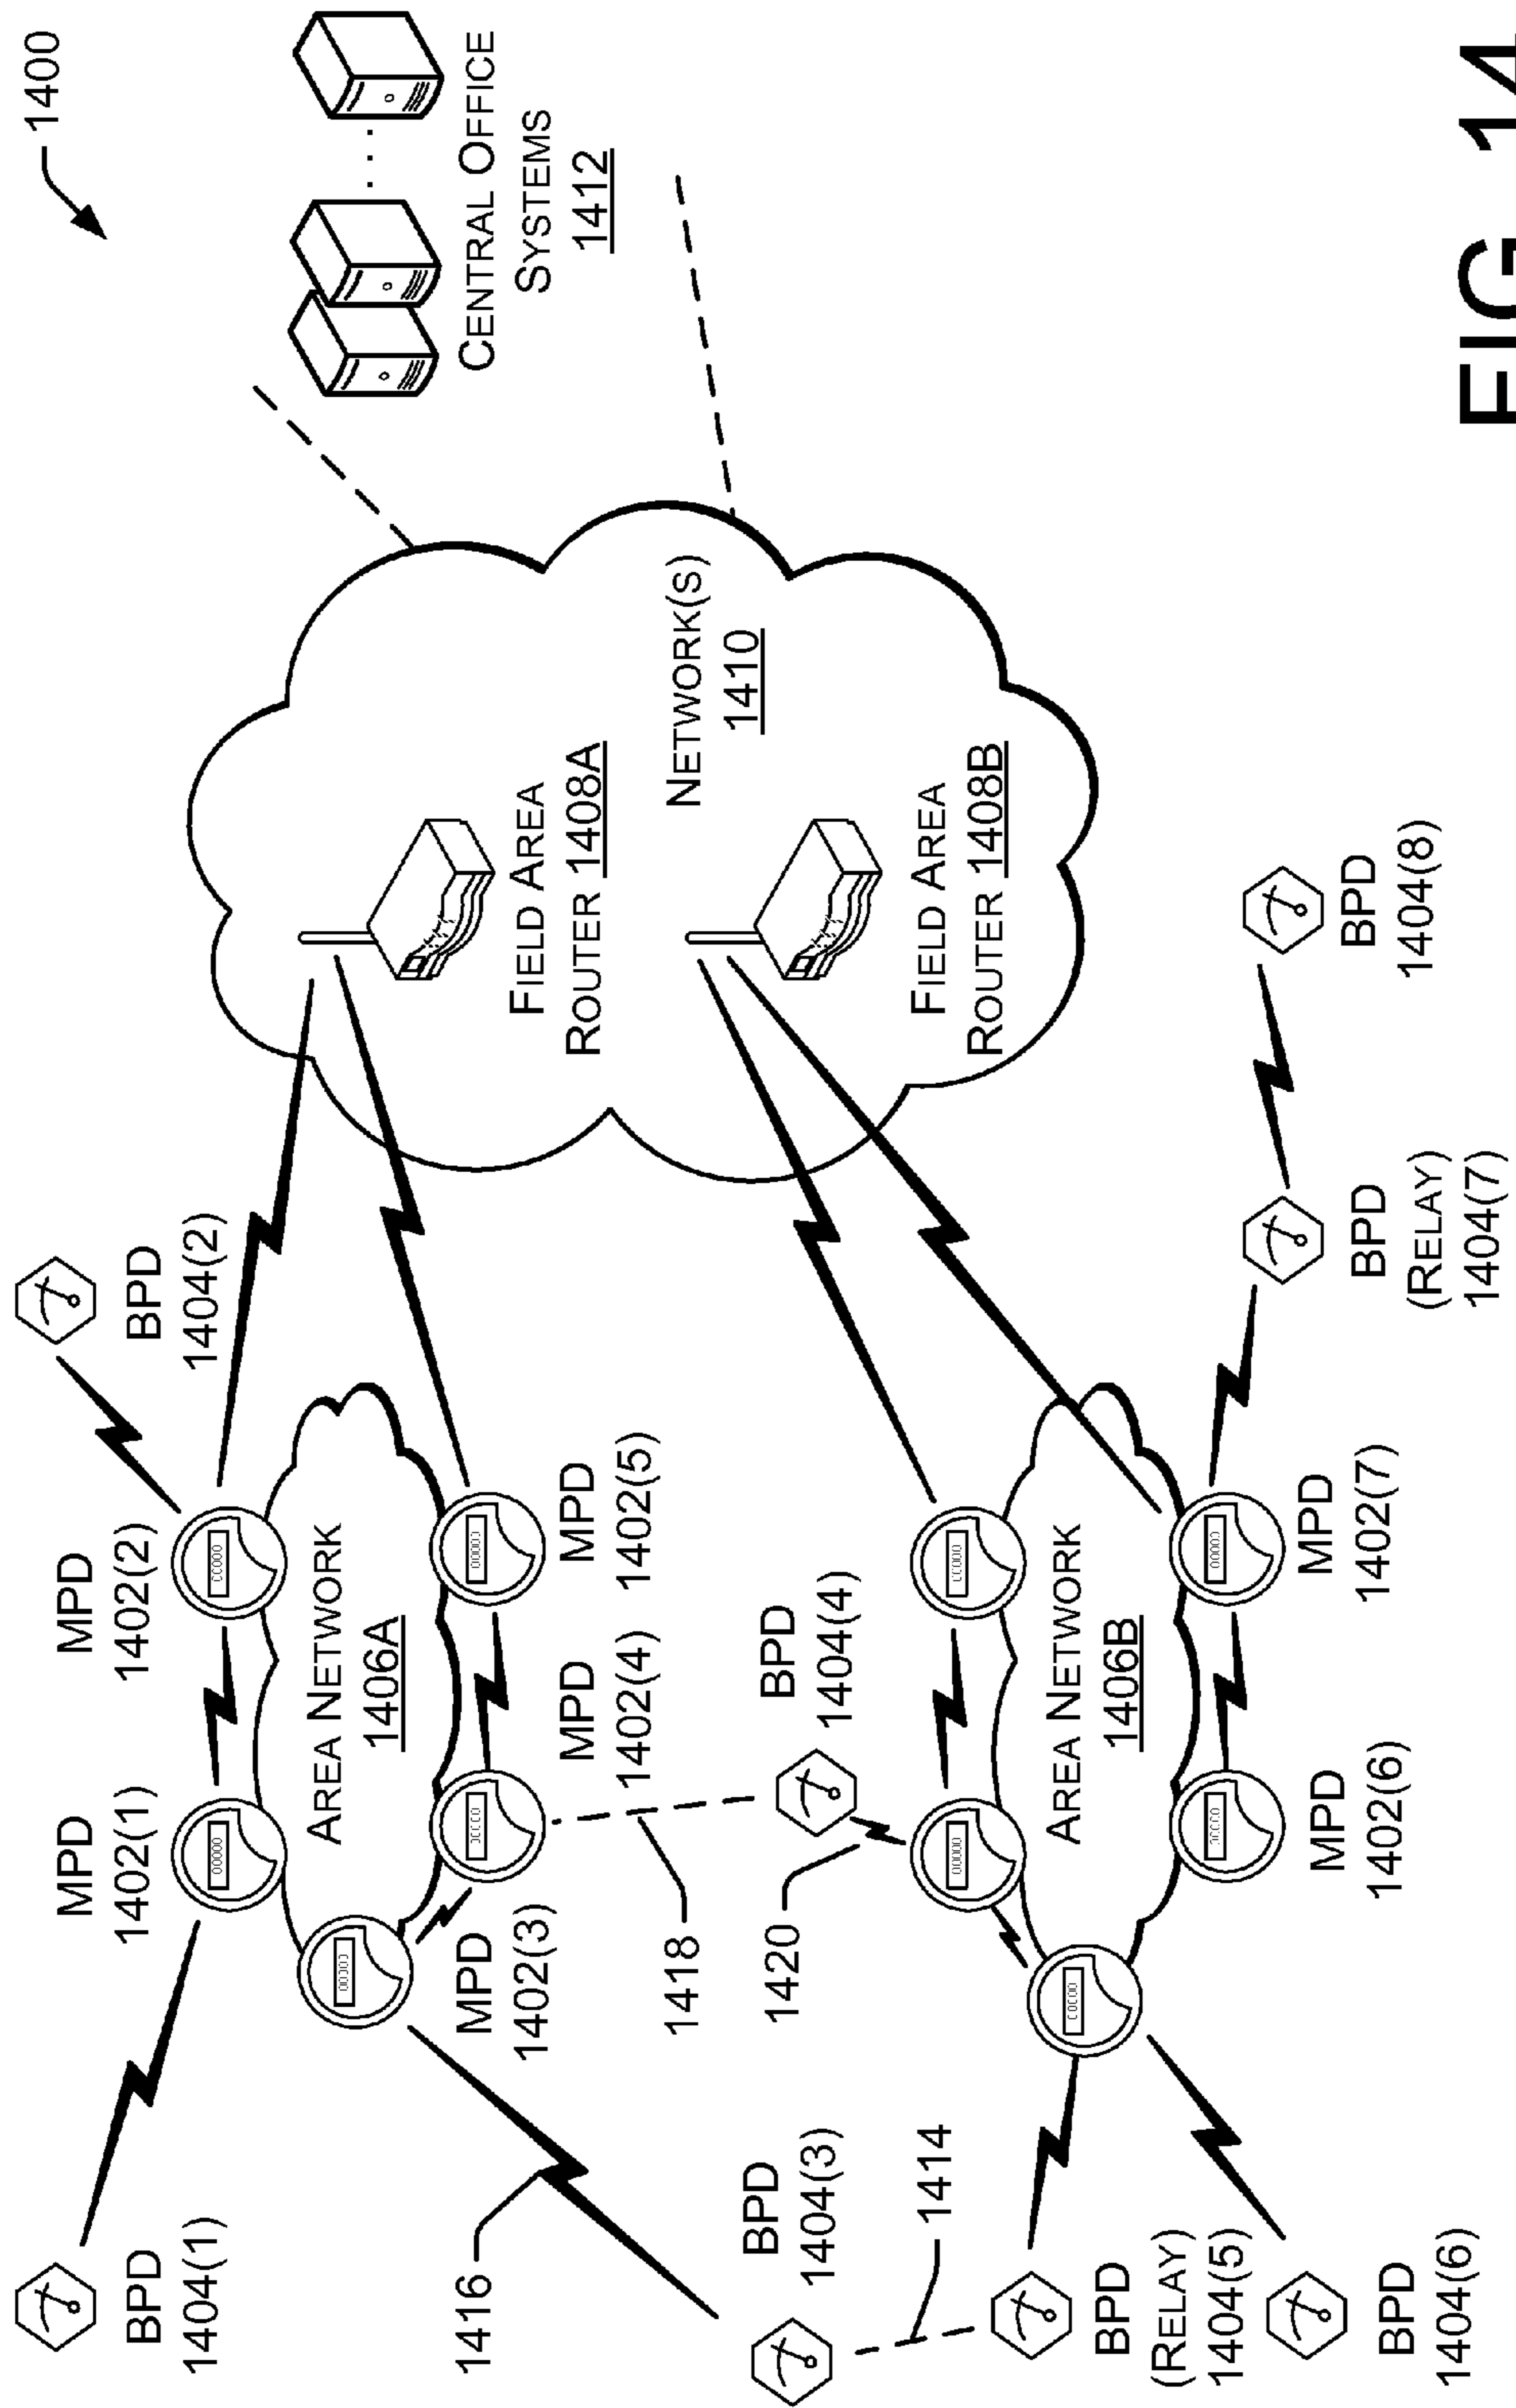 1400
CENTRAL OFFICE
SYSTEMS
1412
NETWORK(S)
1410
FIELD AREA
ROUTER 1408A
FIELD AREA
ROUTER 1408B
BPD
1404(1)
MPD
1402(1)
MPD
1402(2)
BPD
1404(2)
AREA NETWORK
1406A
MPD
1402(3)
MPD
1402(4)
MPD
1402(5)
1416
1418
BPD
1404(3)
1420
BPD
1404(4)
1414
AREA NETWORK
1406B
BPD
(RELAY)
1404(5)
BPD
1404(6)
MPD
1402(6)
MPD
1402(7)
BPD
(RELAY)
1404(7)
BPD
1404(8)
FIG. 14